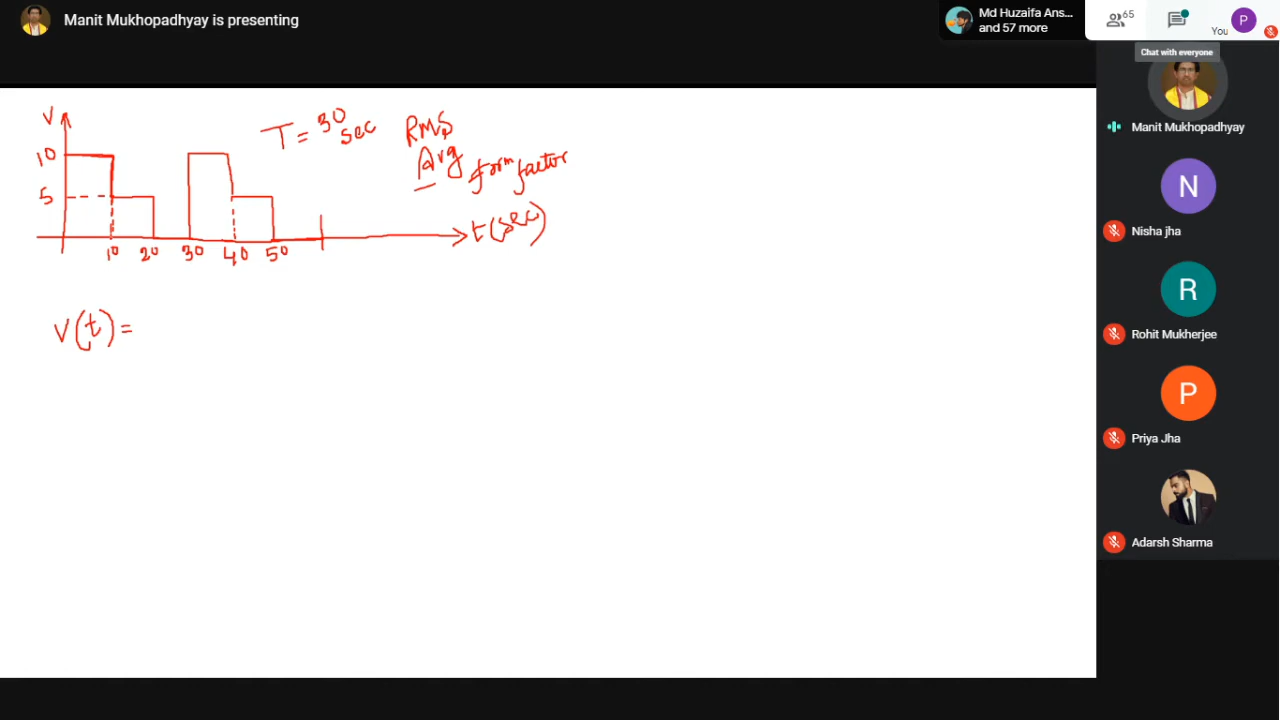 Manit Mukhopadhyay is presenting
Md Huzaifa Ans...
and 57 more
65
P
You
Chat with everyone
V
10
5
10 20 30 40 50
T = 30 sec
RMS
Avg
form factor
t (sec)
V(t) =
Manit Mukhopadhyay
N
Nisha jha
R
Rohit Mukherjee
P
Priya Jha
Adarsh Sharma